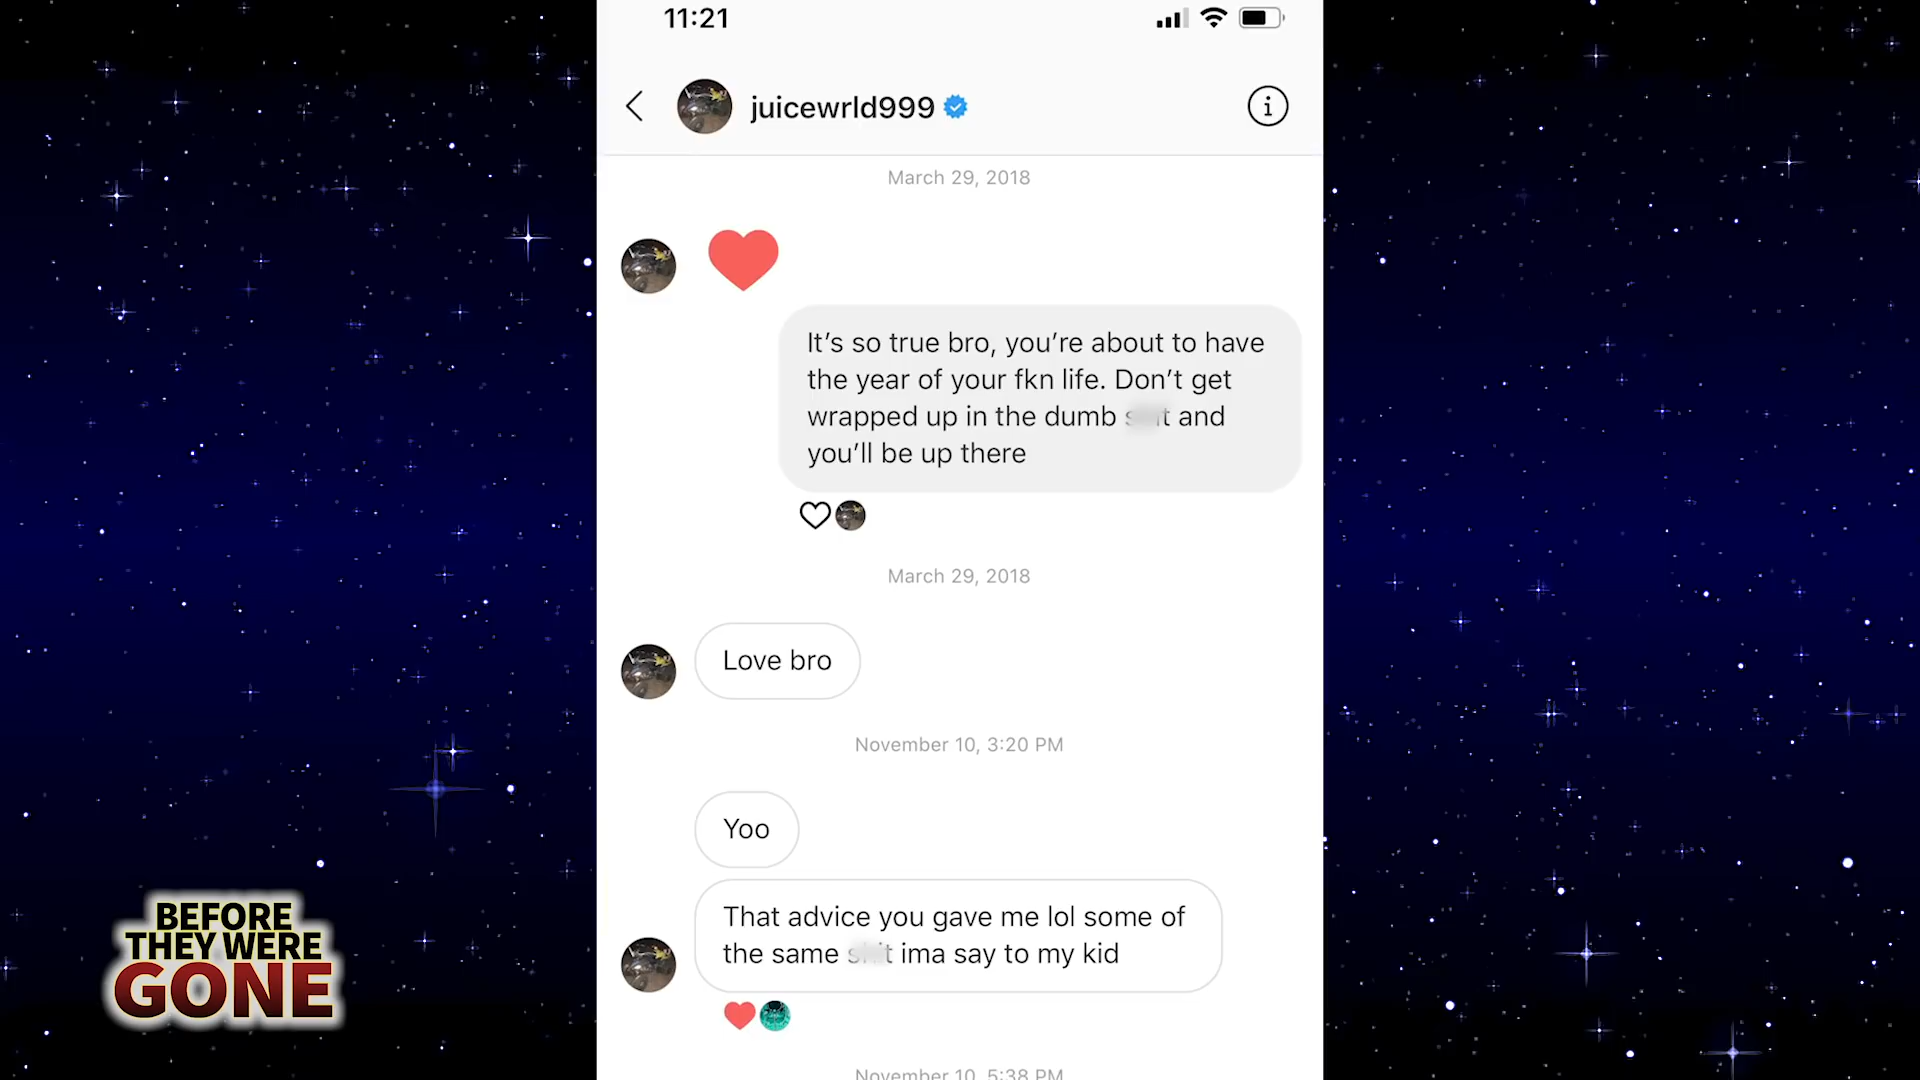 11:21
juicewrld999
March 29, 2018
It’s so true bro, you’re about to have
the year of your fkn life. Don’t get
wrapped up in the dumb and
you’ll be up there
March 29, 2018
Love bro
November 10, 3:20 PM
Yoo
That advice you gave me lol some of
the same ima say to my kid
November 10, 5:38 PM
BEFORE
THEY WERE
GONE